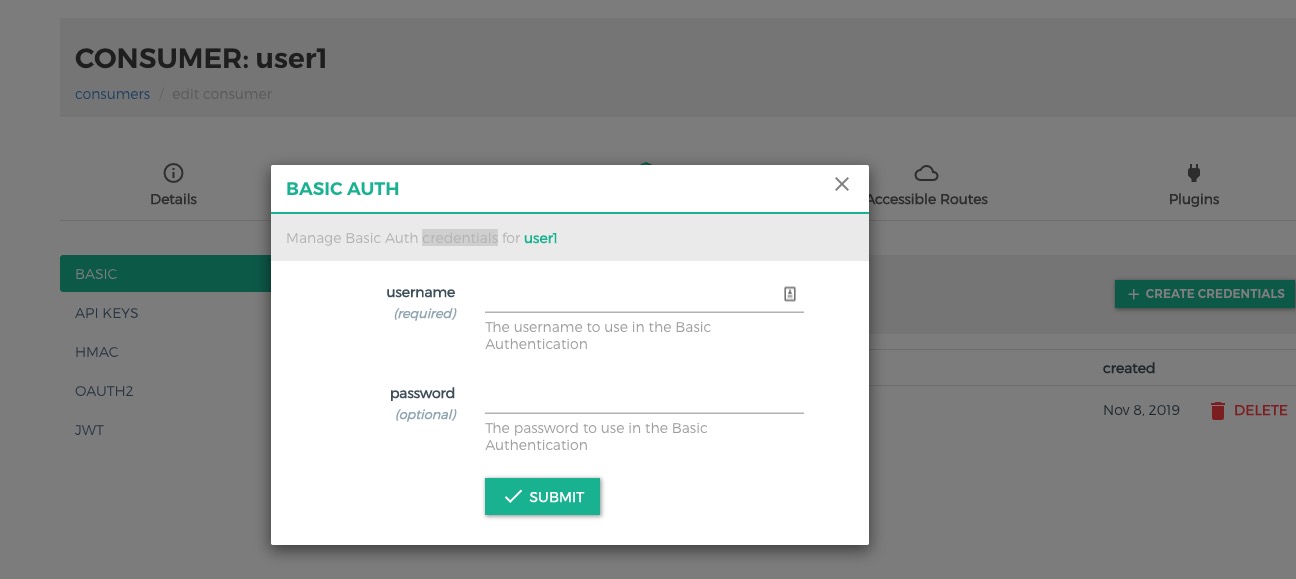 CONSUMER: user1
consumers / edit consumer
Details
Accessible Routes
Plugins
BASIC AUTH
Manage Basic Auth credentials for user1
BASIC
API KEYS
HMAC
OAUTH2
JWT
username
(required)
The username to use in the Basic
Authentication
password
(optional)
The password to use in the Basic
Authentication
SUBMIT
+ CREATE CREDENTIALS
created
Nov 8, 2019
DELETE